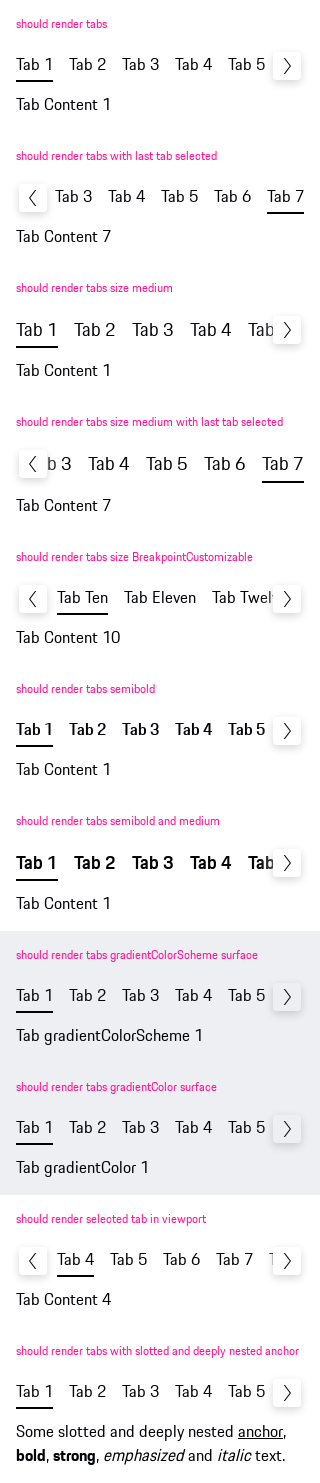 should render tabs
Tab 1 Tab 2 Tab 3 Tab 4 Tab 5
Tab Content 1
should render tabs with last tab selected
Tab 3 Tab 4 Tab 5 Tab 6 Tab 7
Tab Content 7
should render tabs size medium
Tab 1 Tab 2 Tab 3 Tab 4 Tab
Tab Content 1
should render tabs size medium with last tab selected
b 3 Tab 4 Tab 5 Tab 6 Tab 7
Tab Content 7
should render tabs size BreakpointCustomizable
Tab Ten Tab Eleven Tab Twel
Tab Content 10
should render tabs semibold
Tab 1 Tab 2 Tab 3 Tab 4 Tab 5
Tab Content 1
should render tabs semibold and medium
Tab 1 Tab 2 Tab 3 Tab 4 Tab
Tab Content 1
should render tabs gradientColorScheme surface
Tab 1 Tab 2 Tab 3 Tab 4 Tab 5
Tab gradientColorScheme 1
should render tabs gradientColor surface
Tab 1 Tab 2 Tab 3 Tab 4 Tab 5
Tab gradientColor 1
should render selected tab in viewport
Tab 4 Tab 5 Tab 6 Tab 7
Tab Content 4
should render tabs with slotted and deeply nested anchor
Tab 1 Tab 2 Tab 3 Tab 4 Tab 5
Some slotted and deeply nested anchor,
bold, strong, emphasized and italic text.